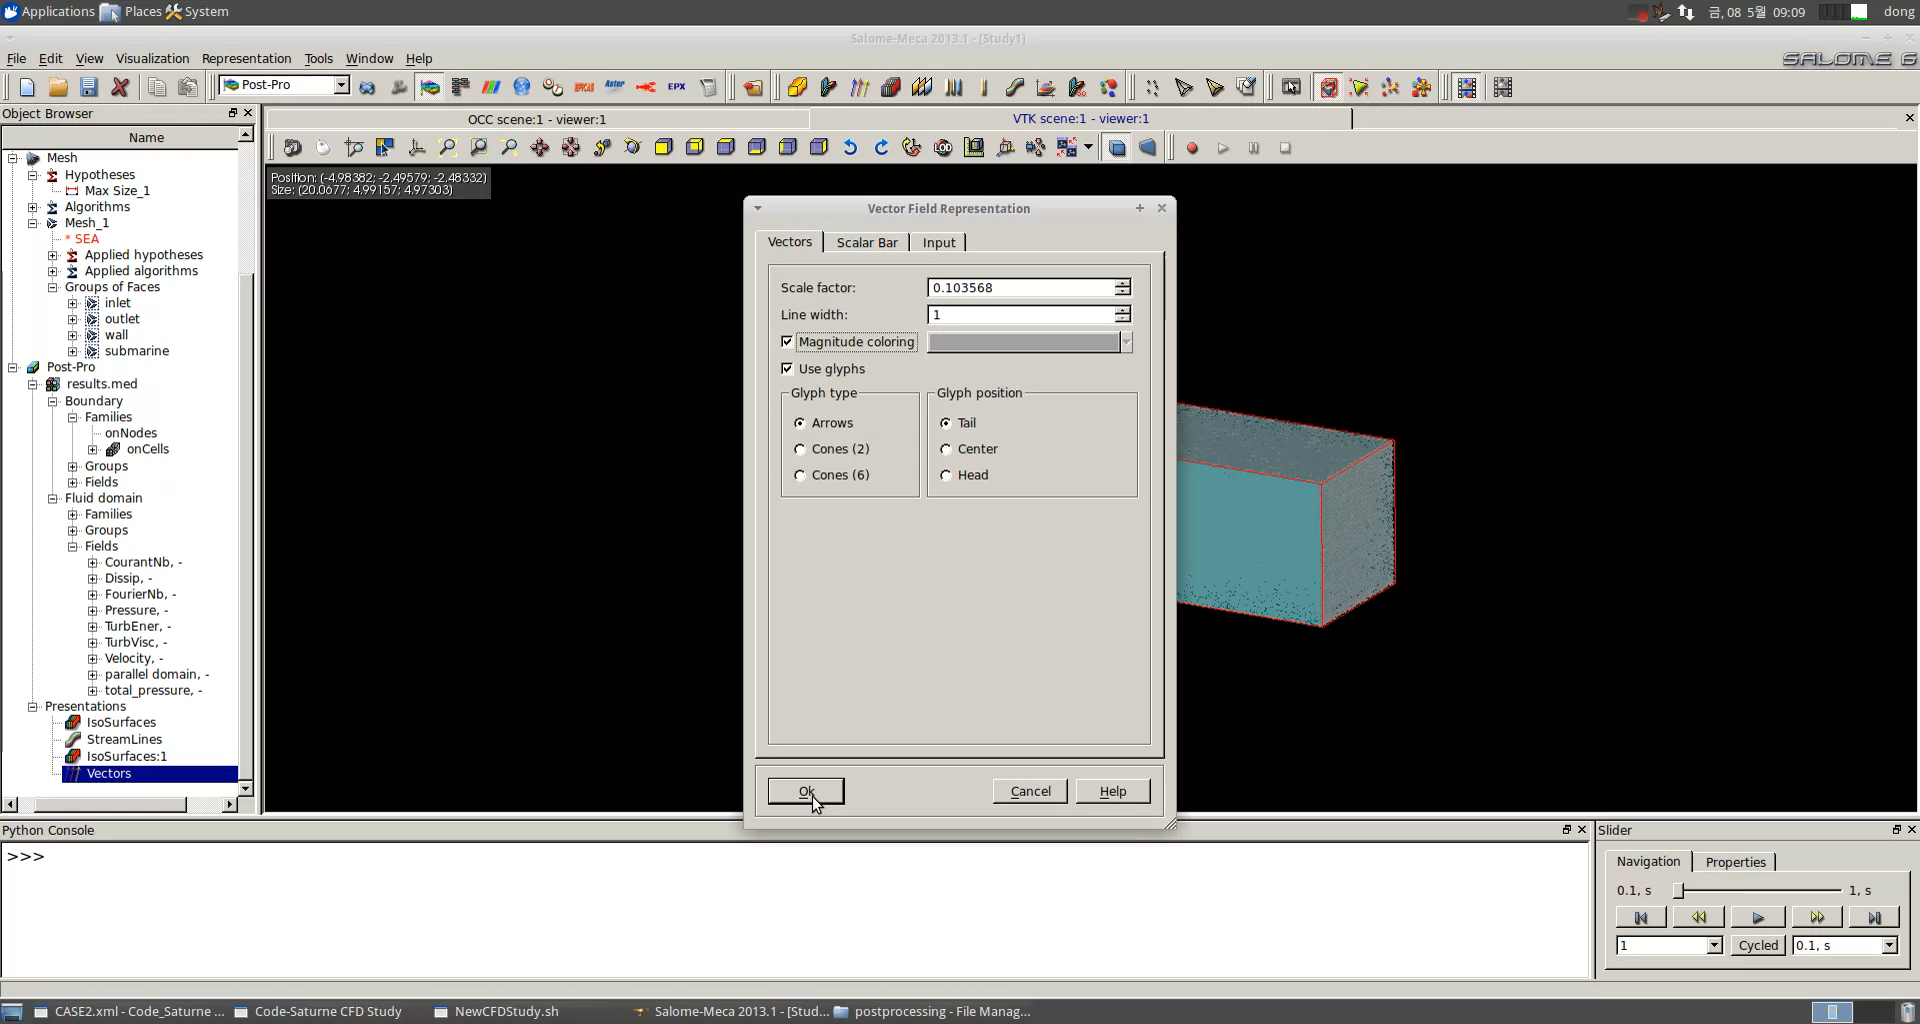 Applications Places System 금, 08 5월 09:09 dong
Salome-Meca 2013.1 - [Study1]
File Edit View Visualization Representation Tools Window Help SALOME 6
Post-Pro EFICAS Aster EPX
Object Browser
OCC scene:1 - viewer:1 VTK scene:1 - viewer:1
Name
LOD
Mesh
Hypotheses
Max Size_1
Algorithms
Mesh_1
* SEA
Applied hypotheses
Applied algorithms
Groups of Faces
inlet
outlet
wall
submarine
Post-Pro
results.med
Boundary
Families
onNodes
onCells
Groups
Fields
Fluid domain
Families
Groups
Fields
CourantNb, -
Dissip, -
FourierNb, -
Pressure, -
TurbEner, -
TurbVisc, -
Velocity, -
parallel domain, -
total_pressure, -
Presentations
IsoSurfaces
StreamLines
IsoSurfaces:1
Vectors
Position: (-4.98382; -2.49579; -2.48332)
Size: (20.0677; 4.99157; 4.97303)
Vector Field Representation
Vectors Scalar Bar Input
Scale factor: 0.103568
Line width: 1
Magnitude coloring
Use glyphs
Glyph type Glyph position
Arrows Tail
Cones (2) Center
Cones (6) Head
Ok Cancel Help
Python Console
>>>
Slider
Navigation Properties
0.1, s 1, s
1 Cycled 0.1, s
CASE2.xml - Code_Saturne ... Code-Saturne CFD Study NewCFDStudy.sh Salome-Meca 2013.1 - [Stud... postprocessing - File Manag...